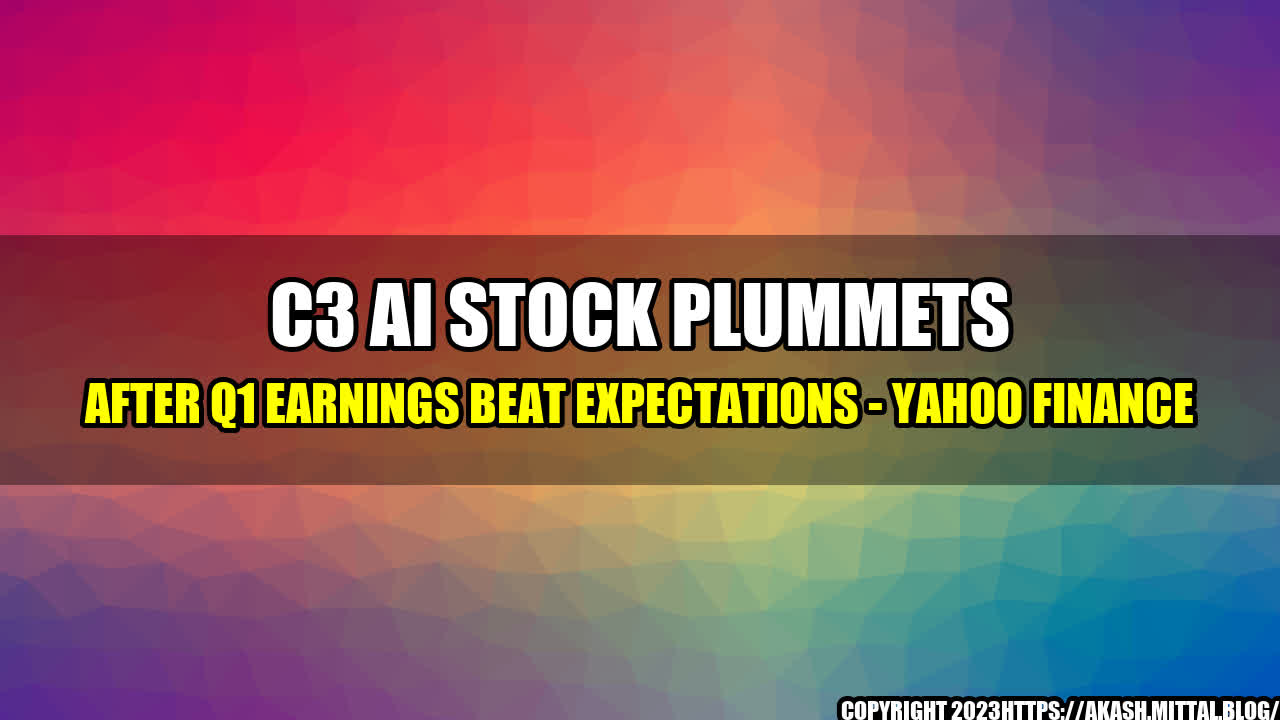 C3 AI STOCK PLUMMETS
AFTER Q1 EARNINGS BEAT EXPECTATIONS - YAHOO FINANCE
COPYRIGHT 2023HTTPS://AKASH.MITTAL.BLOG/